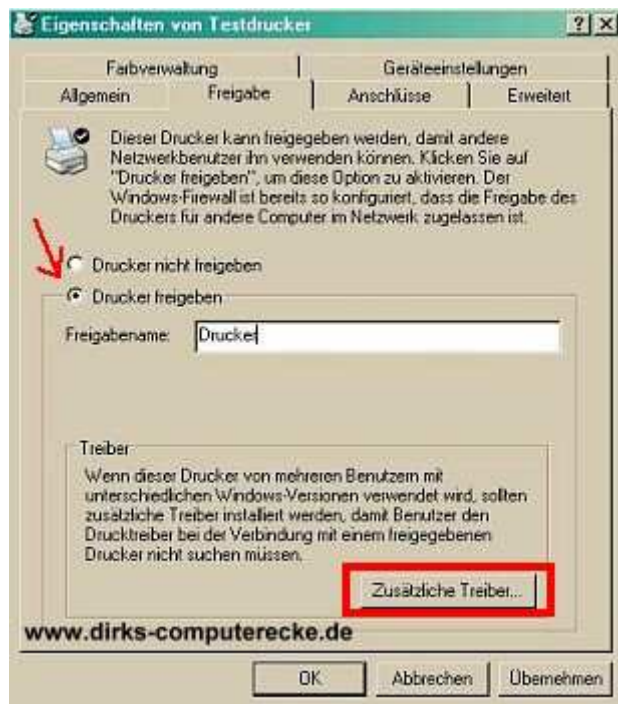 Eigenschaften von Testdrucker
Farbverwaltung
Geräteeinstellungen
Allgemein
Freigabe
Anschlüsse
Erweitert
Dieser Drucker kann freigegeben werden, damit andere
Netzwerkbenutzer ihn verwenden können. Klicken Sie auf
"Drucker freigeben", um diese Option zu aktivieren. Der
Windows-Firewall ist bereits so konfiguriert, dass die Freigabe des
Druckers für andere Computer im Netzwerk zugelassen ist.
Drucker nicht freigeben
Drucker freigeben
Freigabename: Drucker
Treiber
Wenn dieser Drucker von mehreren Benutzern mit
unterschiedlichen Windows-Versionen verwendet wird, sollten
zusätzliche Treiber installiert werden, damit Benutzer den
Drucktreiber bei der Verbindung mit einem freigegebenen
Drucker nicht suchen müssen.
Zusätzliche Treiber...
www.dirks-computerecke.de
OK
Abbrechen
Übernehmen